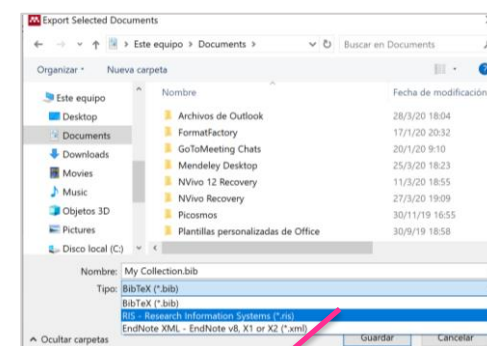 Export Selected Documents
Este equipo > Documents >
Buscar en Documents
Organizar
Nueva carpeta
Nombre
Fecha de modificación
Este equipo
Desktop
Documents
Downloads
Movies
Music
Objetos 3D
Pictures
Disco local (C:)
Archivos de Outlook 28/3/20 18:04
FormatFactory 17/1/20 20:32
GoToMeeting Chats 20/1/20 9:10
Mendeley Desktop 25/3/20 18:23
NVivo 12 Recovery 11/3/20 18:55
NVivo Recovery 27/3/20 19:09
Picosmos 30/11/19 16:55
Plantillas personalizadas de Office 30/9/19 18:58
Nombre: My Collection.bib
Tipo: BibTeX (*.bib)
BibTeX (*.bib)
RIS - Research Information Systems (*.ris)
EndNote XML - EndNote v8, X1 or X2 (*.xml)
Ocultar carpetas
Guardar
Cancelar